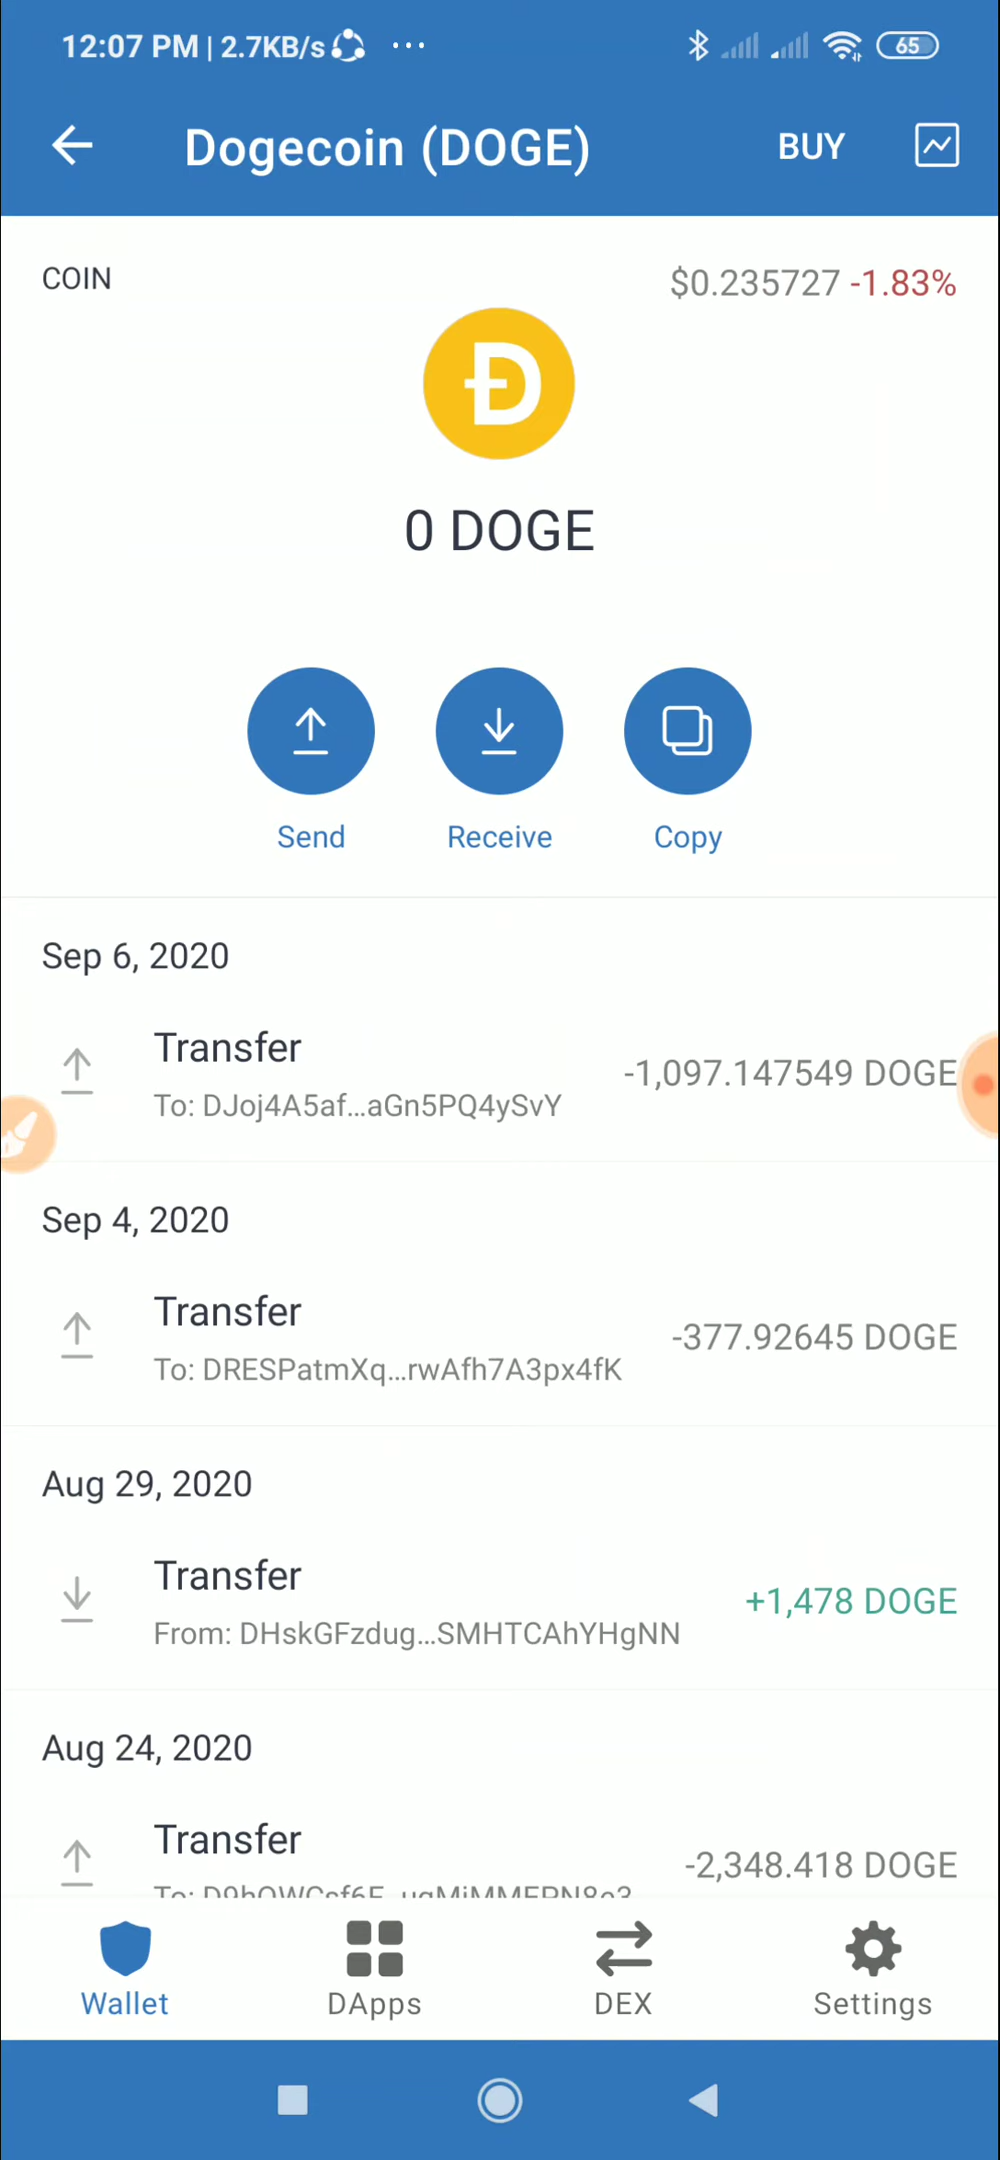 12:07 PM | 2.7KB/s ... 65
Dogecoin (DOGE) BUY
COIN $0.235727 -1.83%
0 DOGE
Send Receive Copy
Sep 6, 2020
Transfer
-1,097.147549 DOGE
To: DJoj4A5af...aGn5PQ4ySvY
Sep 4, 2020
Transfer
-377.92645 DOGE
To: DRESPatmXq...rwAfh7A3px4fK
Aug 29, 2020
Transfer
+1,478 DOGE
From: DHskGFzdug...SMHTCAhYHgNN
Aug 24, 2020
Transfer
-2,348.418 DOGE
To:
Wallet DApps DEX Settings